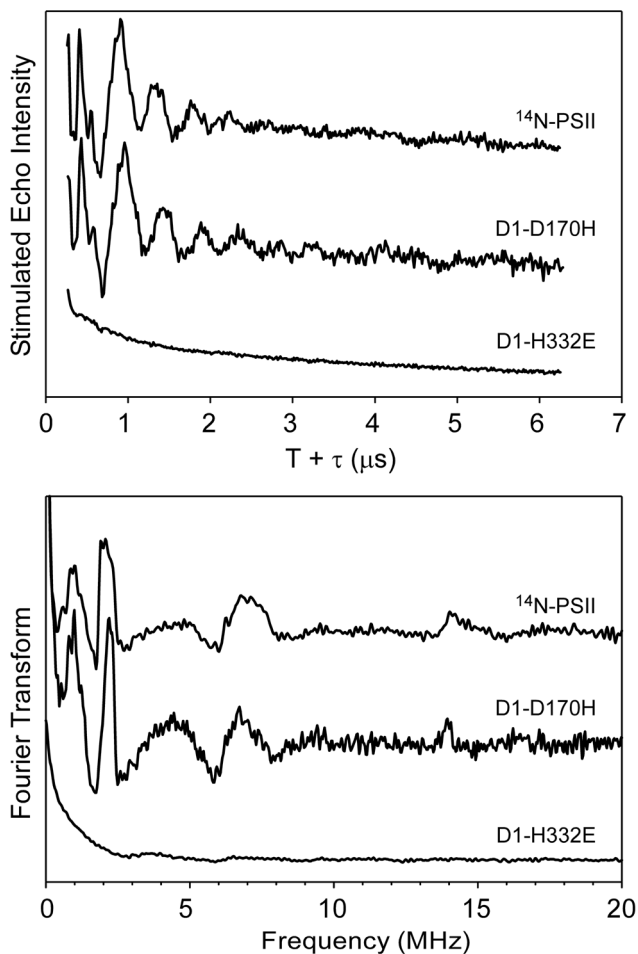 Stimulated Echo Intensity
¹⁴N-PSII
D1-D170H
D1-H332E
0 1 2 3 4 5 6 7
T + τ (μs)
Fourier Transform
¹⁴N-PSII
D1-D170H
D1-H332E
0 5 10 15 20
Frequency (MHz)